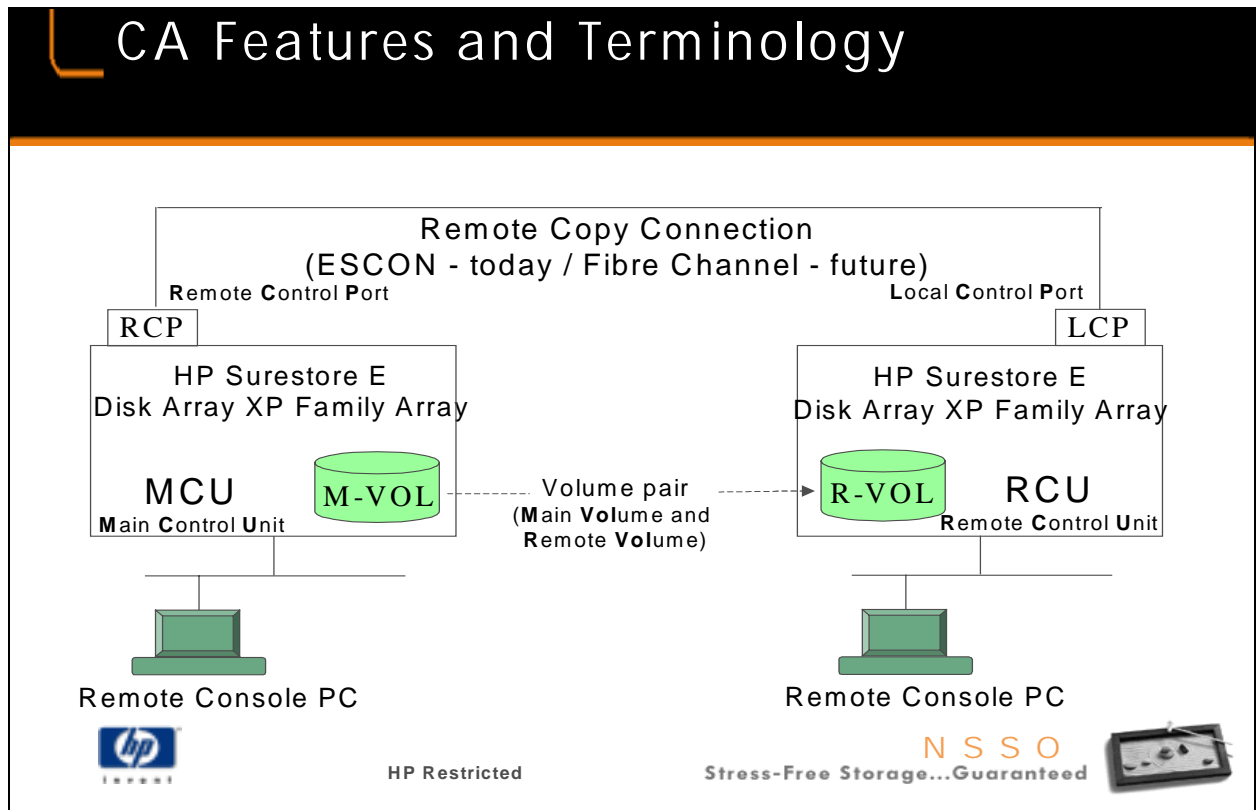 CA Features and Terminology
Remote Copy Connection
(ESCON - today / Fibre Channel - future)
Remote Control Port
Local Control Port
RCP
LCP
HP Surestore E
Disk Array XP Family Array
HP Surestore E
Disk Array XP Family Array
MCU
Main Control Unit
M-VOL
Volume pair
(Main Volume and
Remote Volume)
R-VOL
RCU
Remote Control Unit
Remote Console PC
Remote Console PC
hp
invent
HP Restricted
NSSO
Stress-Free Storage...Guaranteed